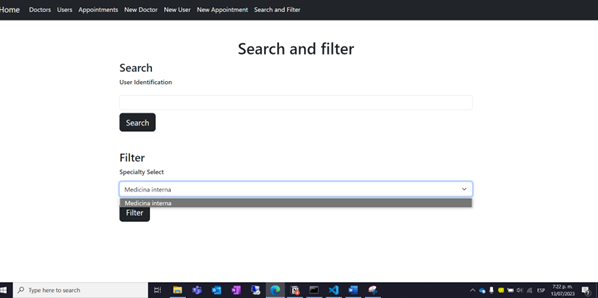 Home Doctors Users Appointments New Doctor New User New Appointment Search and Filter
Search and filter
Search
User Identification
Search
Filter
Specialty Select
Medicina interna
Medicina interna
Filter
Type here to search
ESP
7:22 p. m.
13/07/2023